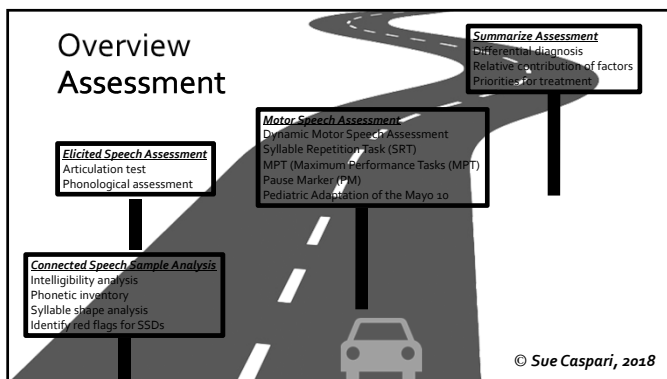 Overview
Assessment
Summarize Assessment
Differential diagnosis
Relative contribution of factors
Priorities for treatment
Motor Speech Assessment
Dynamic Motor Speech Assessment
Syllable Repetition Task (SRT)
MPT (Maximum Performance Tasks (MPT)
Pause Marker (PM)
Pediatric Adaptation of the Mayo 10
Elicited Speech Assessment
Articulation test
Phonological assessment
Connected Speech Sample Analysis
Intelligibility analysis
Phonetic inventory
Syllable shape analysis
Identify red flags for SSDs
© Sue Caspari, 2018